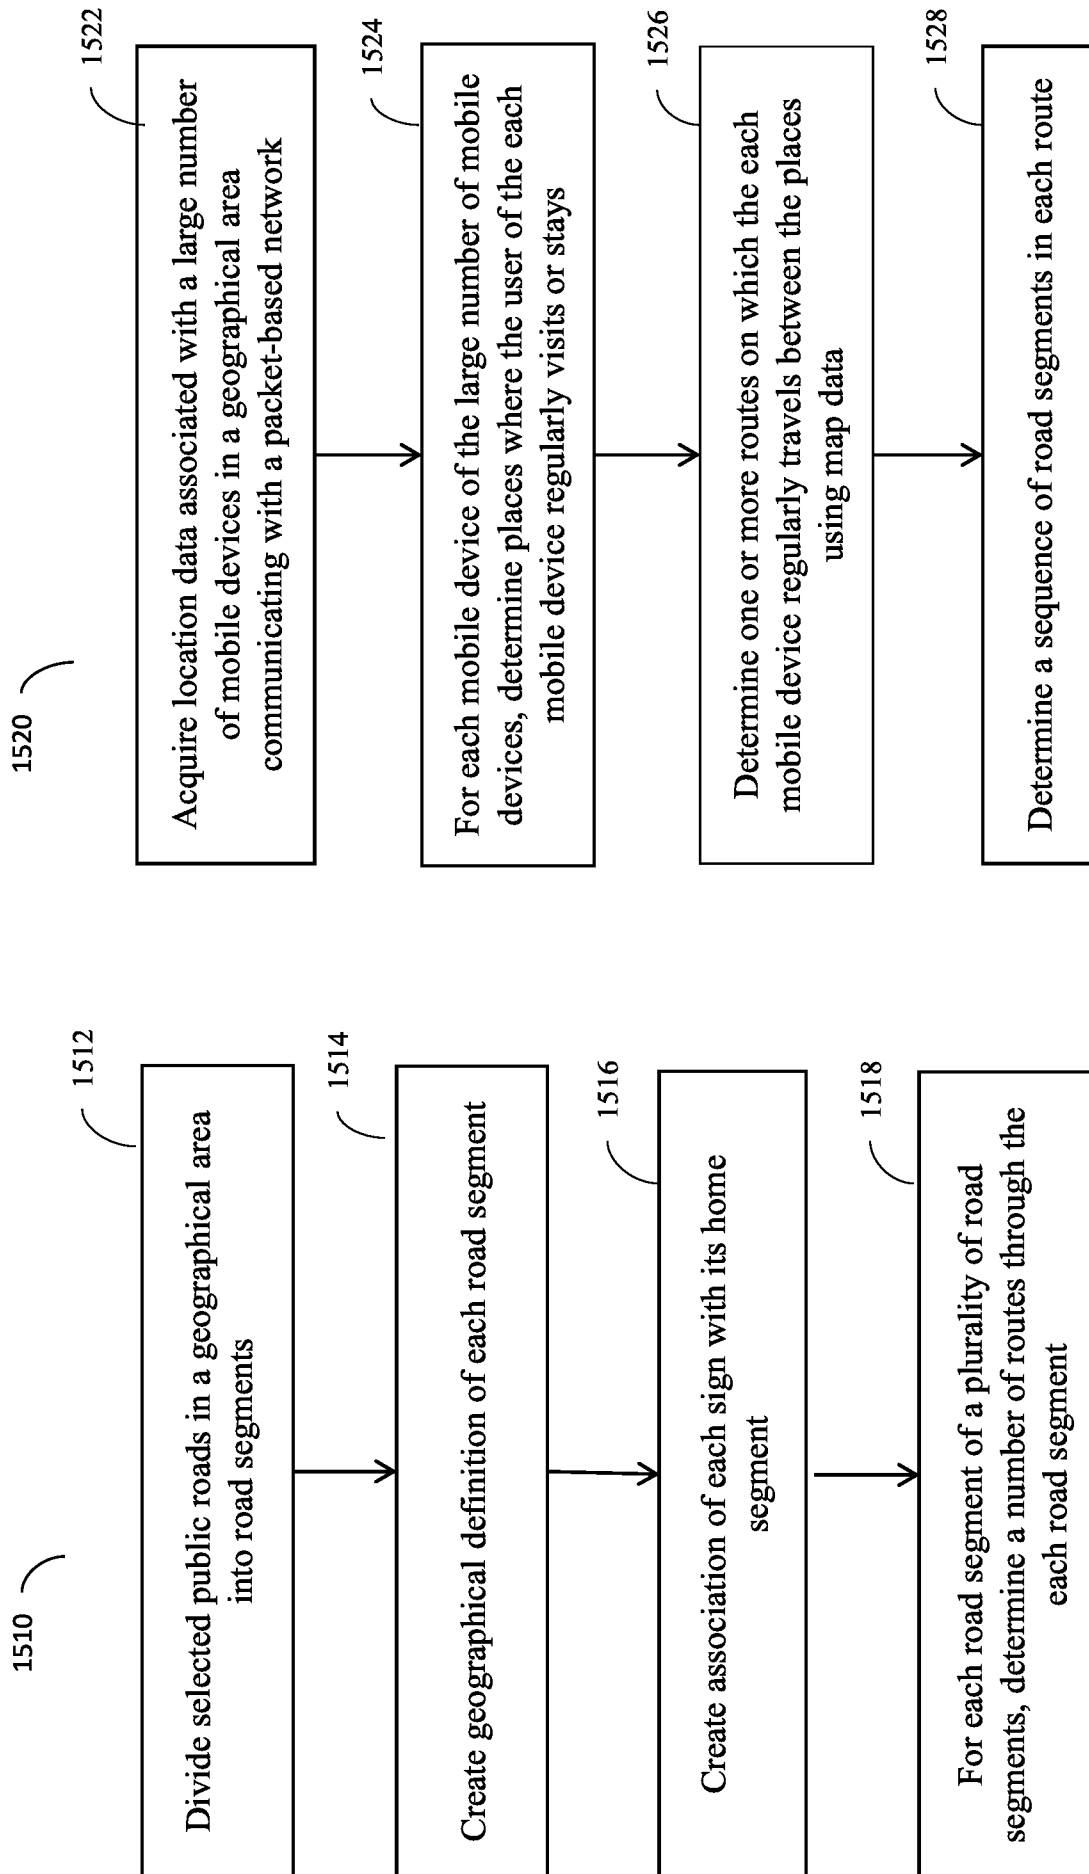 1510
1512
Divide selected public roads in a geographical area
into road segments
1514
Create geographical definition of each road segment
1516
Create association of each sign with its home
segment
1518
For each road segment of a plurality of road
segments, determine a number of routes through the
each road segment
1520
1522
Acquire location data associated with a large number
of mobile devices in a geographical area
communicating with a packet-based network
1524
For each mobile device of the large number of mobile
devices, determine places where the user of the each
mobile device regularly visits or stays
1526
Determine one or more routes on which the each
mobile device regularly travels between the places
using map data
1528
Determine a sequence of road segments in each route